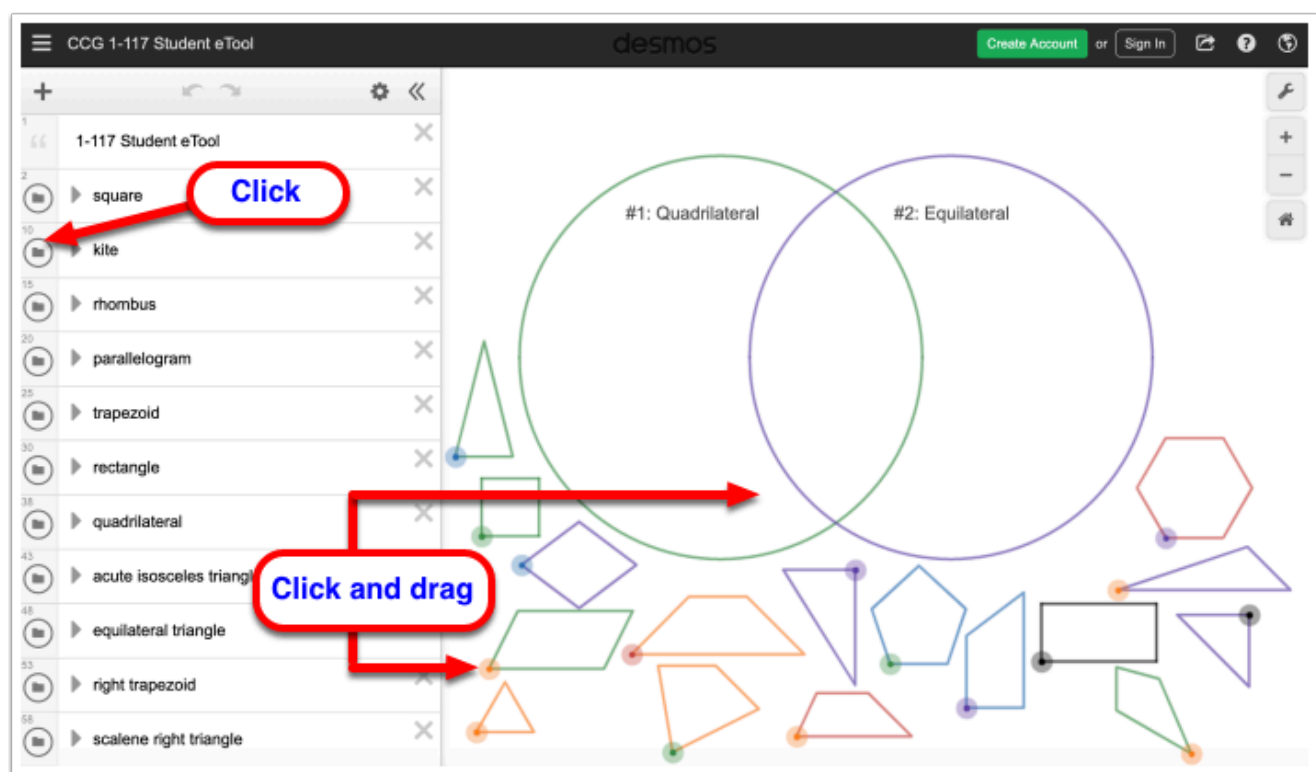 CCG 1-117 Student eTool
desmos
Create Account or Sign In
1
1-117 Student eTool
2
square
Click
10
kite
15
rhombus
20
parallelogram
25
trapezoid
30
rectangle
38
quadrilateral
43
acute isosceles triangl
Click and drag
48
equilateral triangle
53
right trapezoid
58
scalene right triangle
#1: Quadrilateral
#2: Equilateral